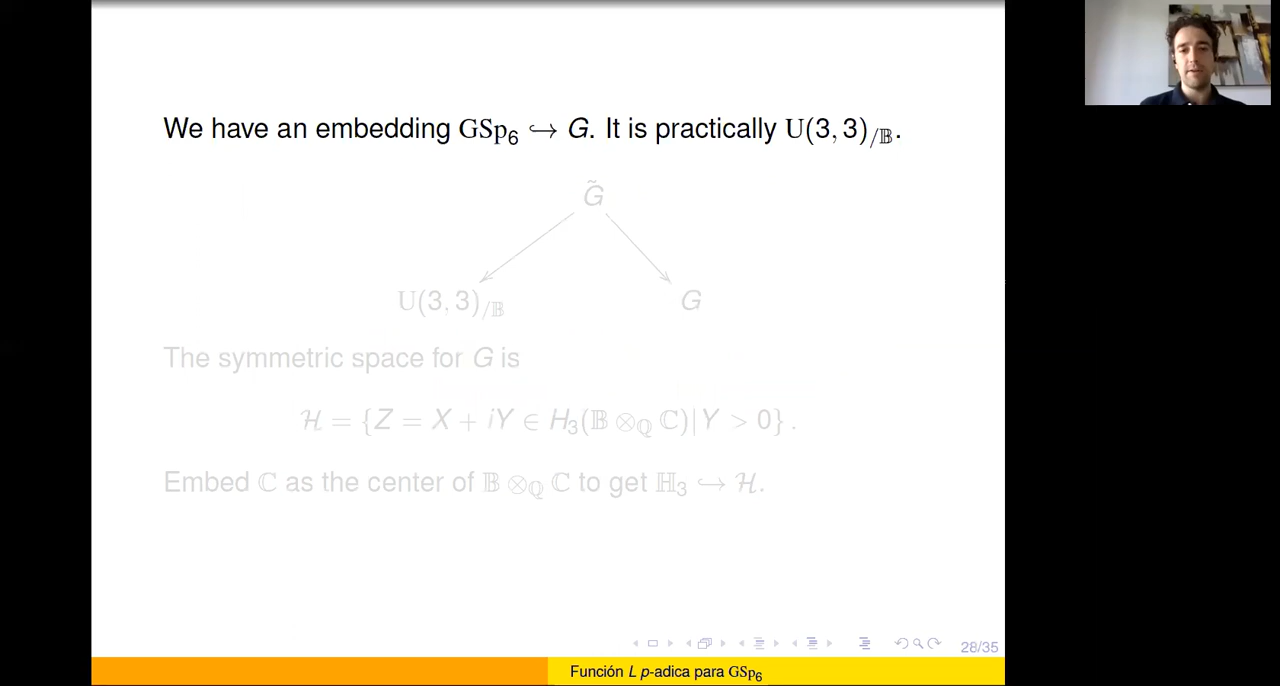 We have an embedding GSp₆ ↪ G. It is practically U(3, 3)/𝔹.
G̃
U(3, 3)/𝔹 G
The symmetric space for G is
ℋ = {Z = X + iY ∈ H₃(𝔹 ⊗ℚ ℂ)|Y > 0} .
Embed ℂ as the center of 𝔹 ⊗ℚ ℂ to get ℍ₃ ↪ ℋ.
28/35
Función L p-adica para GSp₆